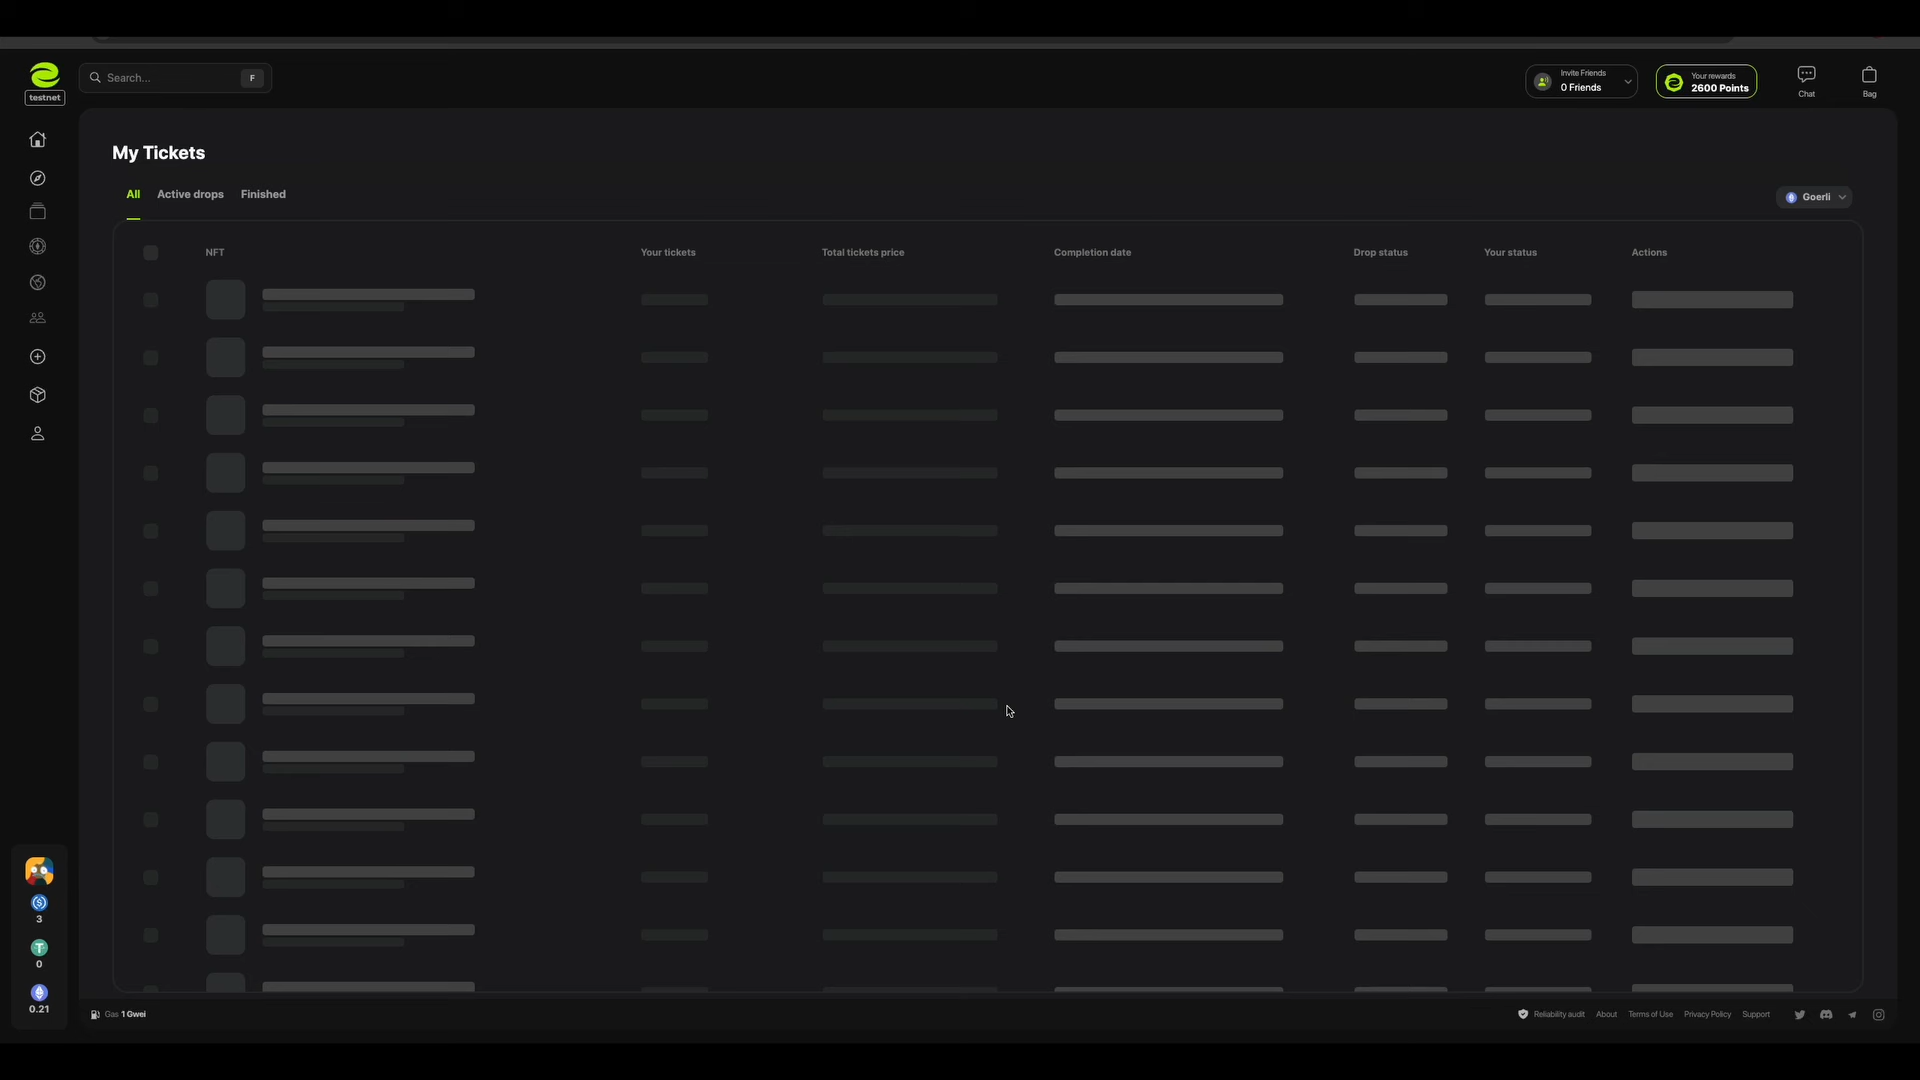 testnet
Search...
F
Invite Friends
0 Friends
Your rewards
2600 Points
Chat
Bag
My Tickets
All
Active drops
Finished
Goerli
NFT
Your tickets
Total tickets price
Completion date
Drop status
Your status
Actions
3
0
0.21
Gas 1 Gwei
Reliability audit
About
Terms of Use
Privacy Policy
Support